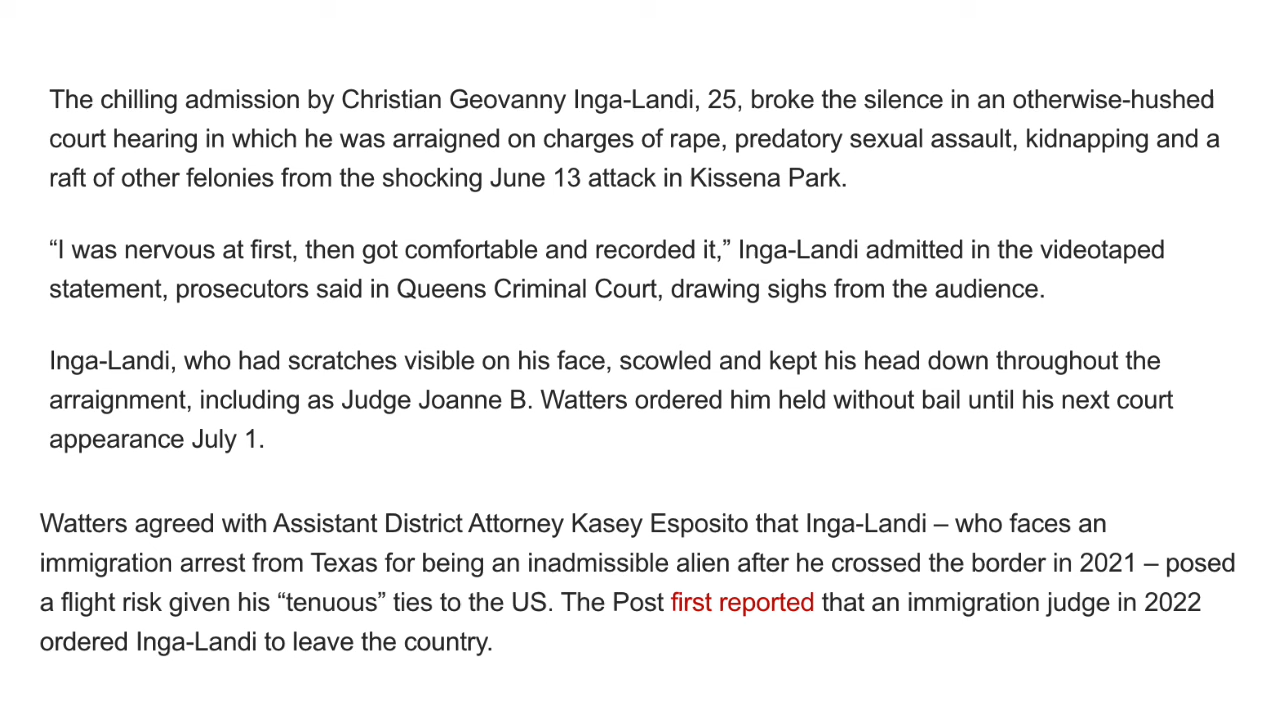 The chilling admission by Christian Geovanny Inga-Landi, 25, broke the silence in an otherwise-hushed
court hearing in which he was arraigned on charges of rape, predatory sexual assault, kidnapping and a
raft of other felonies from the shocking June 13 attack in Kissena Park.
“I was nervous at first, then got comfortable and recorded it,” Inga-Landi admitted in the videotaped
statement, prosecutors said in Queens Criminal Court, drawing sighs from the audience.
Inga-Landi, who had scratches visible on his face, scowled and kept his head down throughout the
arraignment, including as Judge Joanne B. Watters ordered him held without bail until his next court
appearance July 1.
Watters agreed with Assistant District Attorney Kasey Esposito that Inga-Landi – who faces an
immigration arrest from Texas for being an inadmissible alien after he crossed the border in 2021 – posed
a flight risk given his “tenuous” ties to the US. The Post first reported that an immigration judge in 2022
ordered Inga-Landi to leave the country.